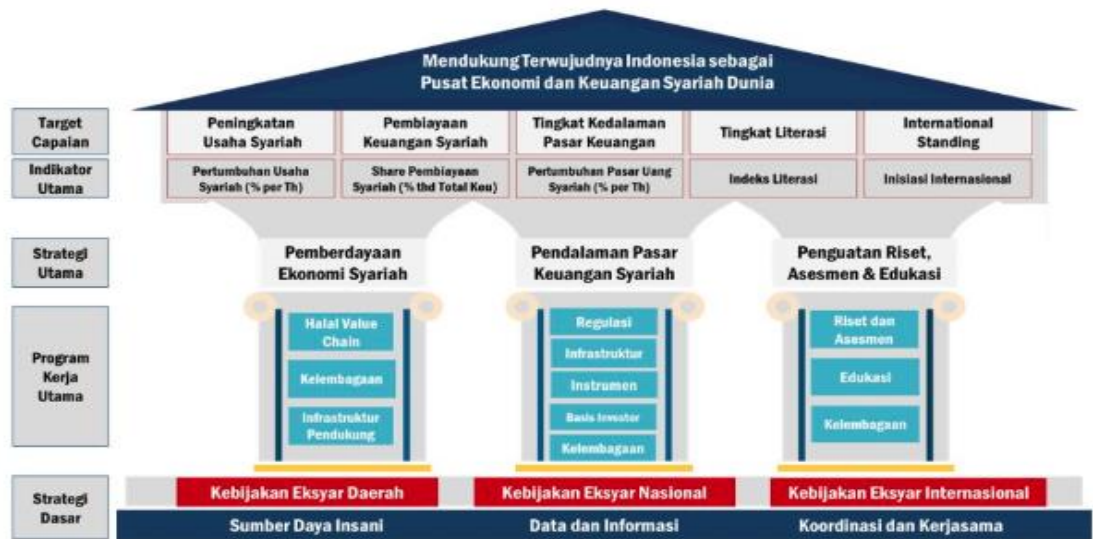 Mendukung Terwujudnya Indonesia sebagai
Pusat Ekonomi dan Keuangan Syariah Dunia
Target
Capaian
Peningkatan
Usaha Syariah
Pembiayaan
Keuangan Syariah
Tingkat Kedalaman
Pasar Keuangan
Tingkat Literasi
International
Standing
Indikator
Utama
Pertumbuhan Usaha
Syariah (% per Th)
Share Pembiayaan
Syariah (% thd Total Keu)
Pertumbuhan Pasar Uang
Syariah (% per Th)
Indeks Literasi
Inisiasi Internasional
Strategi
Utama
Pemberdayaan
Ekonomi Syariah
Pendalaman Pasar
Keuangan Syariah
Penguatan Riset,
Asesmen & Edukasi
Program
Kerja
Utama
Halal Value
Chain
Kelembagaan
Infrastruktur
Pendukung
Regulasi
Infrastruktur
Instrumen
Basis Investor
Kelembagaan
Riset dan
Asesmen
Edukasi
Kelembagaan
Strategi
Dasar
Kebijakan Eksyar Daerah
Kebijakan Eksyar Nasional
Kebijakan Eksyar Internasional
Sumber Daya Insani
Data dan Informasi
Koordinasi dan Kerjasama